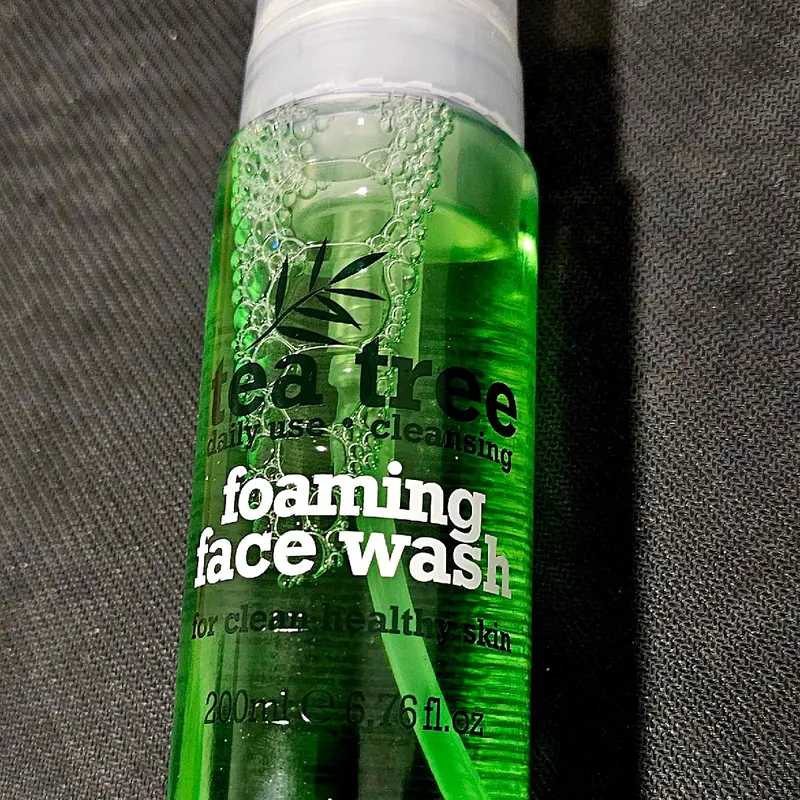 tea tree
daily use • cleansing
foaming
face wash
for clean healthy skin
200ml ℮ 6.76 fl.oz